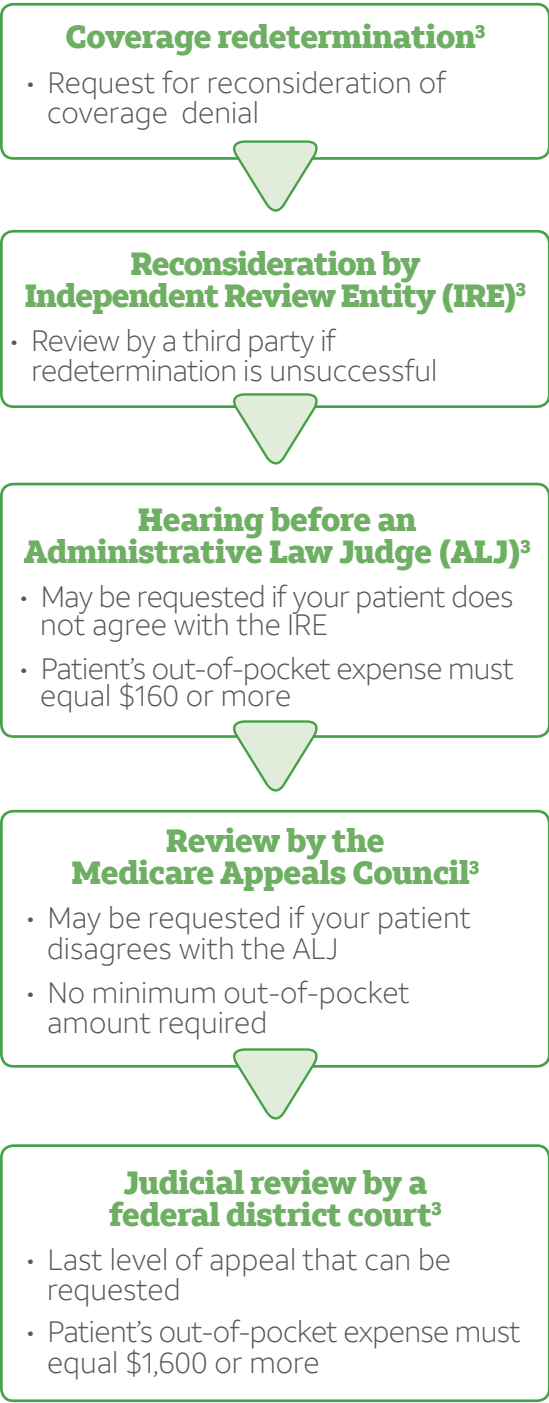 Coverage redetermination³
• Request for reconsideration of
coverage denial
Reconsideration by
Independent Review Entity (IRE)³
• Review by a third party if
redetermination is unsuccessful
Hearing before an
Administrative Law Judge (ALJ)³
• May be requested if your patient does
not agree with the IRE
• Patient’s out-of-pocket expense must
equal $160 or more
Review by the
Medicare Appeals Council³
• May be requested if your patient
disagrees with the ALJ
• No minimum out-of-pocket
amount required
Judicial review by a
federal district court³
• Last level of appeal that can be
requested
• Patient’s out-of-pocket expense must
equal $1,600 or more